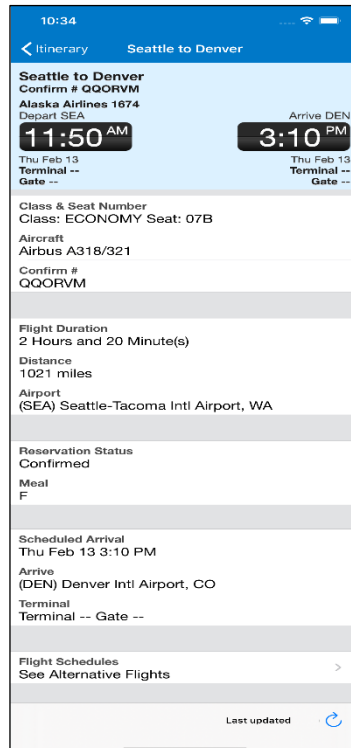 10:34
Itinerary Seattle to Denver
Seattle to Denver
Confirm # QQORVM
Alaska Airlines 1674
Depart SEA Arrive DEN
11:50 AM 3:10 PM
Thu Feb 13 Thu Feb 13
Terminal -- Terminal --
Gate -- Gate --
Class & Seat Number
Class: ECONOMY Seat: 07B
Aircraft
Airbus A318/321
Confirm #
QQORVM
Flight Duration
2 Hours and 20 Minute(s)
Distance
1021 miles
Airport
(SEA) Seattle-Tacoma Intl Airport, WA
Reservation Status
Confirmed
Meal
F
Scheduled Arrival
Thu Feb 13 3:10 PM
Arrive
(DEN) Denver Intl Airport, CO
Terminal
Terminal -- Gate --
Flight Schedules
See Alternative Flights
Last updated